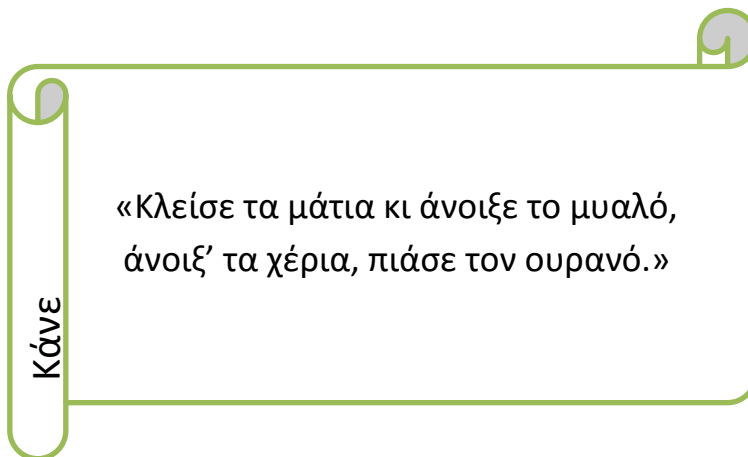 «Κλείσε τα μάτια κι άνοιξε το μυαλό,
άνοιξ’ τα χέρια, πιάσε τον ουρανό.»
Κάνε